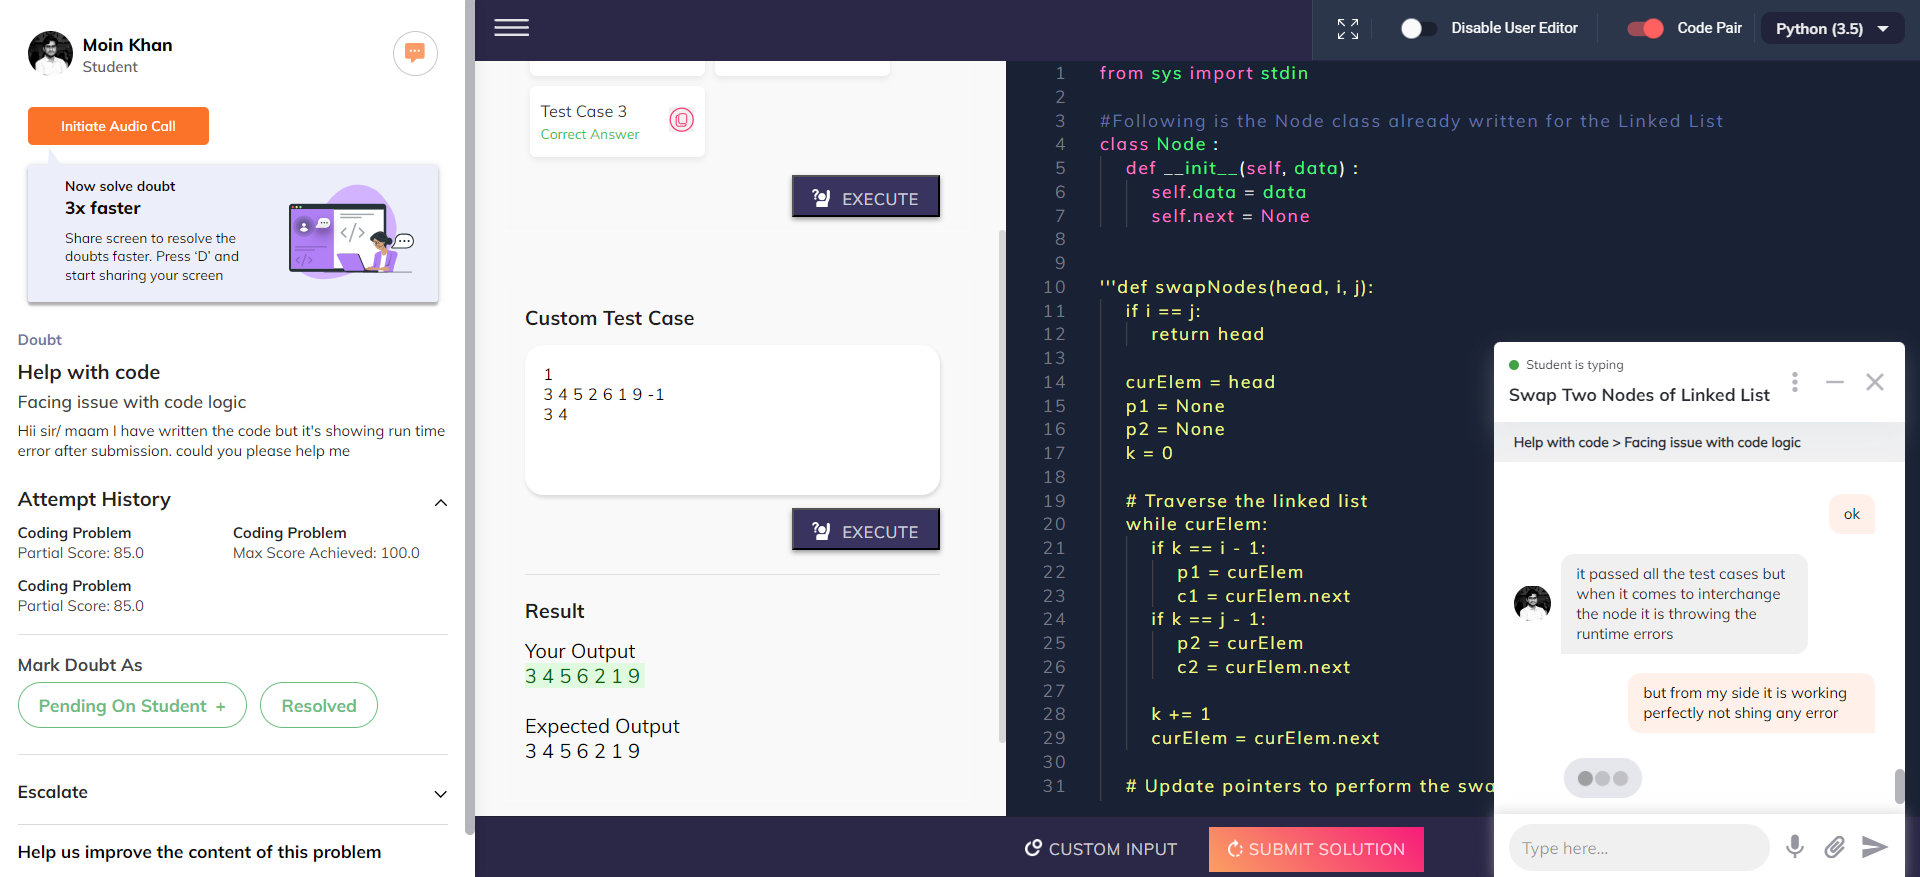 Moin Khan
Student
Initiate Audio Call
Now solve doubt
3x faster
Share screen to resolve the
doubts faster. Press ‘D’ and
start sharing your screen
Doubt
Help with code
Facing issue with code logic
Hii sir/ maam I have written the code but it's showing run time
error after submission. could you please help me
Attempt History
Coding Problem
Partial Score: 85.0
Coding Problem
Max Score Achieved: 100.0
Coding Problem
Partial Score: 85.0
Mark Doubt As
Pending On Student +
Resolved
Escalate
Help us improve the content of this problem
Test Case 3
Correct Answer
EXECUTE
Custom Test Case
1
3 4 5 2 6 1 9 -1
3 4
EXECUTE
Result
Your Output
3 4 5 6 2 1 9
Expected Output
3 4 5 6 2 1 9
Disable User Editor
Code Pair
Python (3.5)
1 from sys import stdin
2
3 #Following is the Node class already written for the Linked List
4 class Node :
5 def __init__(self, data) :
6 self.data = data
7 self.next = None
8
9
10 '''def swapNodes(head, i, j):
11 if i == j:
12 return head
13
14 curElem = head
15 p1 = None
16 p2 = None
17 k = 0
18
19 # Traverse the linked list
20 while curElem:
21 if k == i - 1:
22 p1 = curElem
23 c1 = curElem.next
24 if k == j - 1:
25 p2 = curElem
26 c2 = curElem.next
27
28 k += 1
29 curElem = curElem.next
30
31 # Update pointers to perform the swa
CUSTOM INPUT
SUBMIT SOLUTION
Student is typing
Swap Two Nodes of Linked List
Help with code > Facing issue with code logic
ok
it passed all the test cases but
when it comes to interchange
the node it is throwing the
runtime errors
but from my side it is working
perfectly not shing any error
Type here...